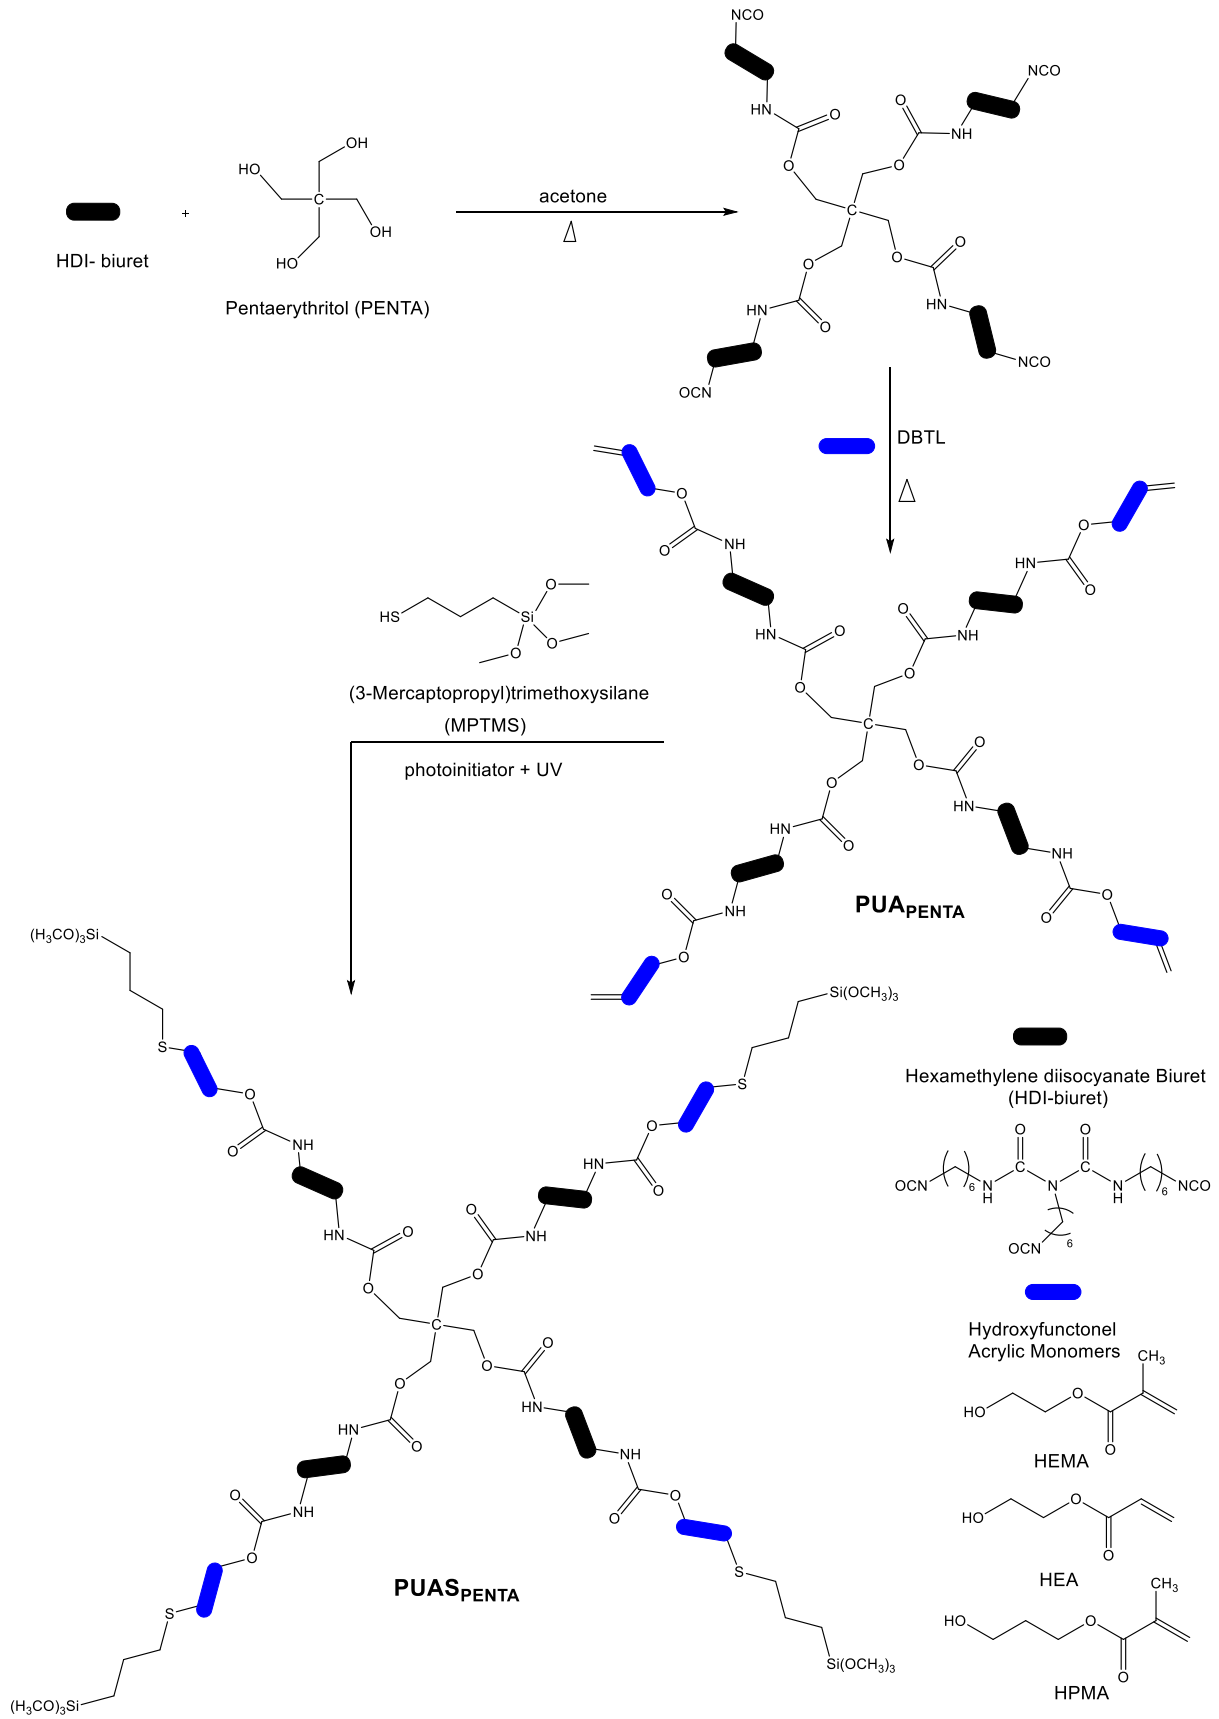 NCO
NCO
HN
O
O
NH
O
O
OH
HO
C
OH
HO
HDI- biuret
+
Pentaerythritol (PENTA)
acetone
△
C
O
O
O
HN
O
HN
O
NCO
OCN
DBTL
△
O
O
NH
O
HN
O
HS
Si
O
O
O
(3-Mercaptopropyl)trimethoxysilane
(MPTMS)
photoinitiator + UV
HN
O
O
O
NH
O
C
O
O
O
HN
HN
O
NH
O
NH
O
O
O
O
PUAPENTA
(H3CO)3Si
S
Si(OCH3)3
S
O
O
NH
O
HN
O
HN
O
O
O
NH
O
C
O
O
O
HN
HN
O
NH
O
NH
O
O
O
O
S
S
PUASPENTA
(H3CO)3Si
Si(OCH3)3
Hexamethylene diisocyanate Biuret
(HDI-biuret)
O
O
OCN
6
N
H
C
N
C
N
H
6
NCO
OCN
6
Hydroxyfunctonel
Acrylic Monomers
CH3
HO
O
O
HEMA
HO
O
O
HEA
CH3
HO
O
O
HPMA